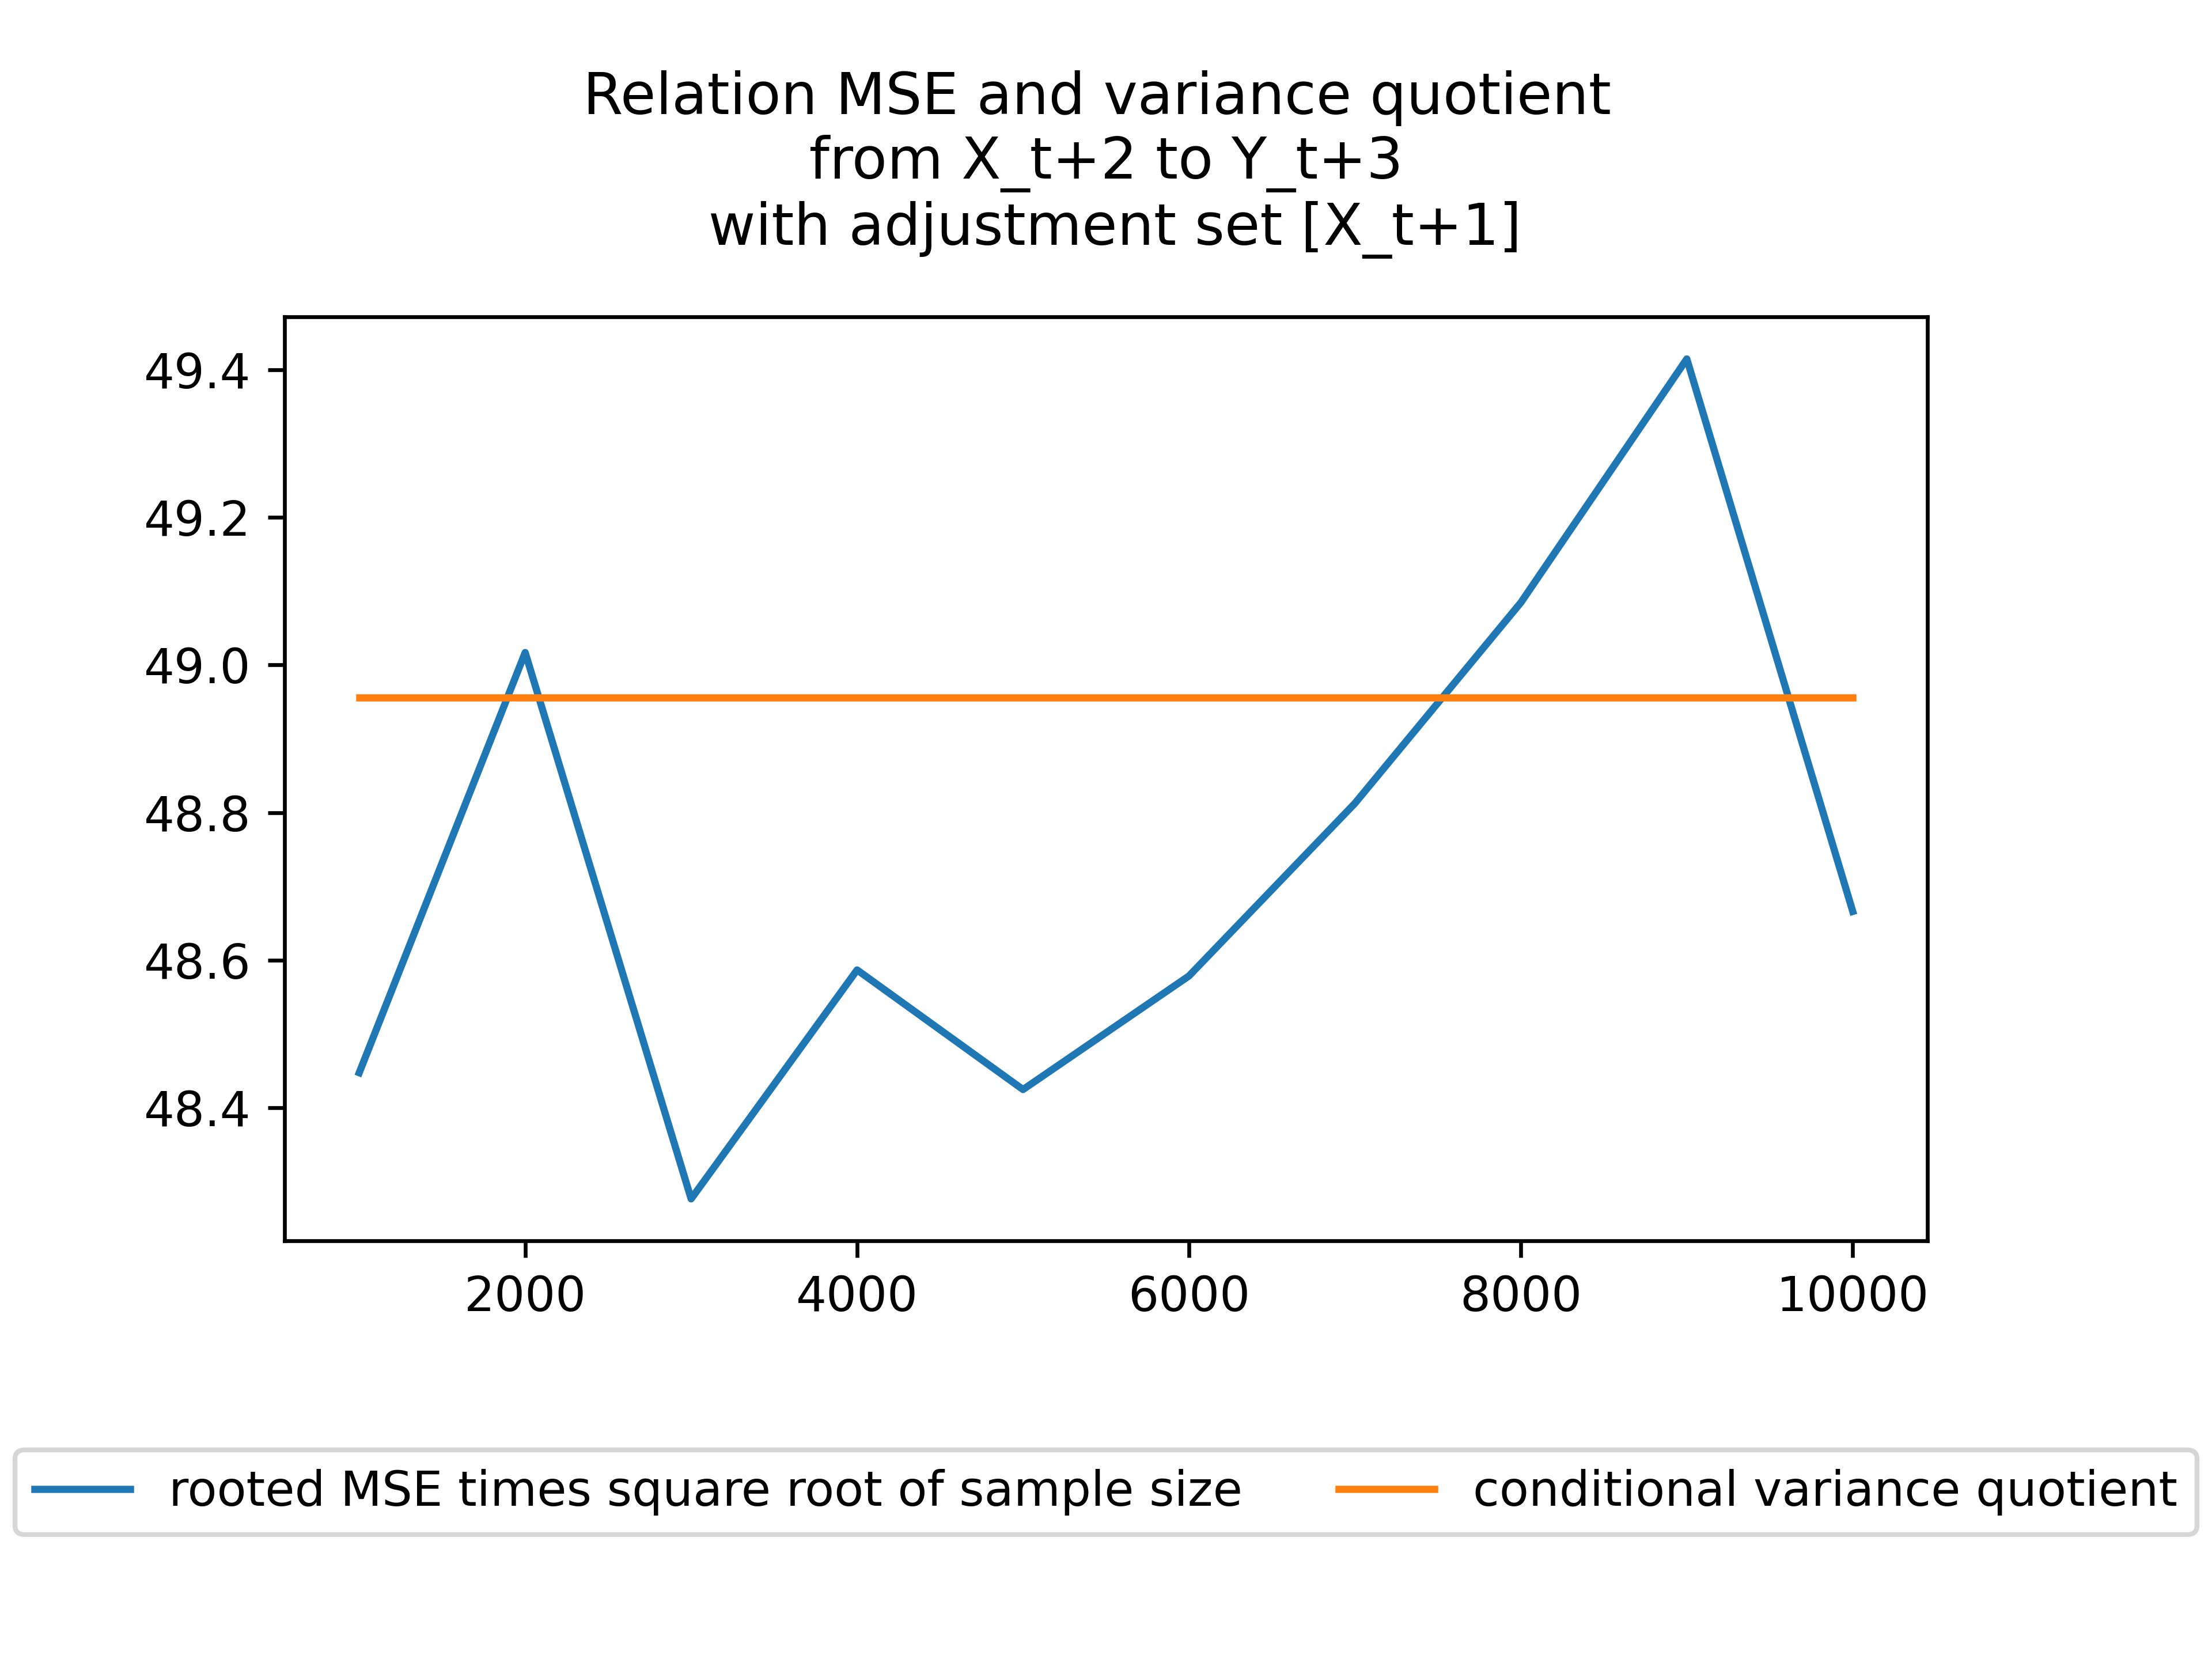 Relation MSE and variance quotient
from X_t+2 to Y_t+3
with adjustment set [X_t+1]
49.4
49.2
49.0
48.8
48.6
48.4
2000 4000 6000 8000 10000
rooted MSE times square root of sample size conditional variance quotient